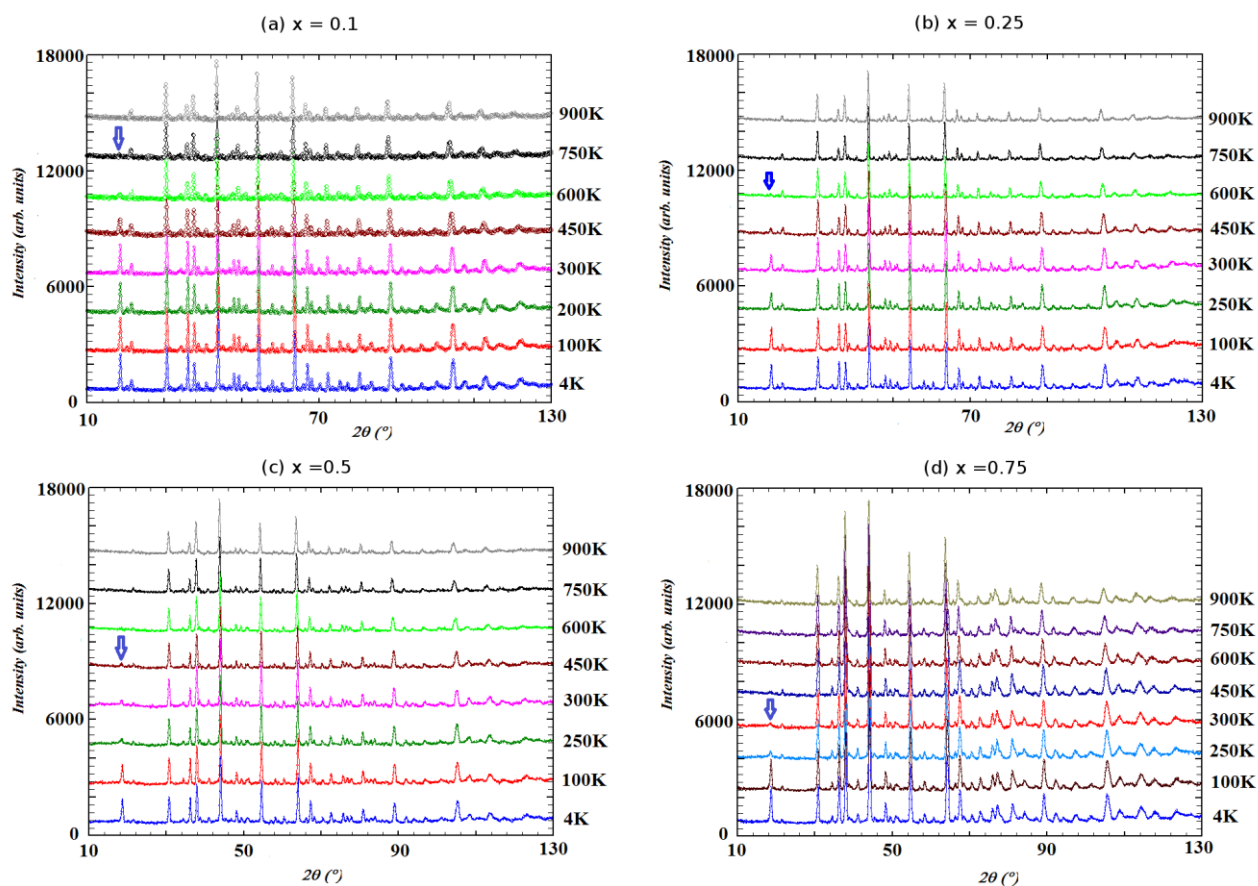 (a) x = 0.1
Intensity (arb. units)
18000
12000
6000
0
900K
750K
600K
450K
300K
200K
100K
4K
10
70
130
2θ (°)
(b) x = 0.25
Intensity (arb. units)
18000
12000
6000
0
900K
750K
600K
450K
300K
250K
100K
4K
10
70
130
2θ (°)
(c) x =0.5
Intensity (arb. units)
18000
12000
6000
0
900K
750K
600K
450K
300K
250K
100K
4K
10
50
90
130
2θ (°)
(d) x =0.75
Intensity (arb. units)
18000
12000
6000
0
900K
750K
600K
450K
300K
250K
100K
4K
10
50
90
130
2θ (°)